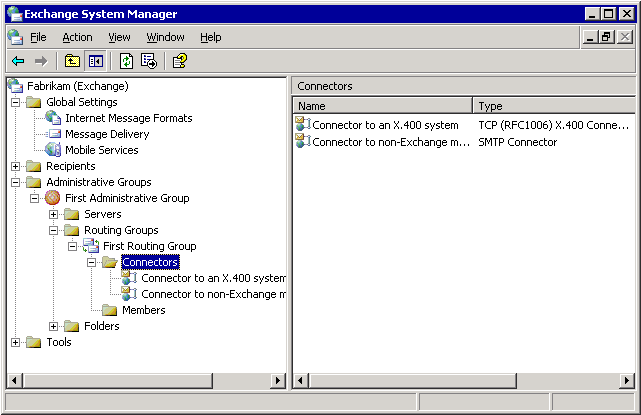 Exchange System Manager
File Action View Window Help
Fabrikam (Exchange)
Global Settings
Internet Message Formats
Message Delivery
Mobile Services
Recipients
Administrative Groups
First Administrative Group
Servers
Routing Groups
First Routing Group
Connectors
Connector to an X.400 system
Connector to non-Exchange m
Members
Folders
Tools
Connectors
Name Type
Connector to an X.400 system TCP (RFC1006) X.400 Conne...
Connector to non-Exchange m... SMTP Connector